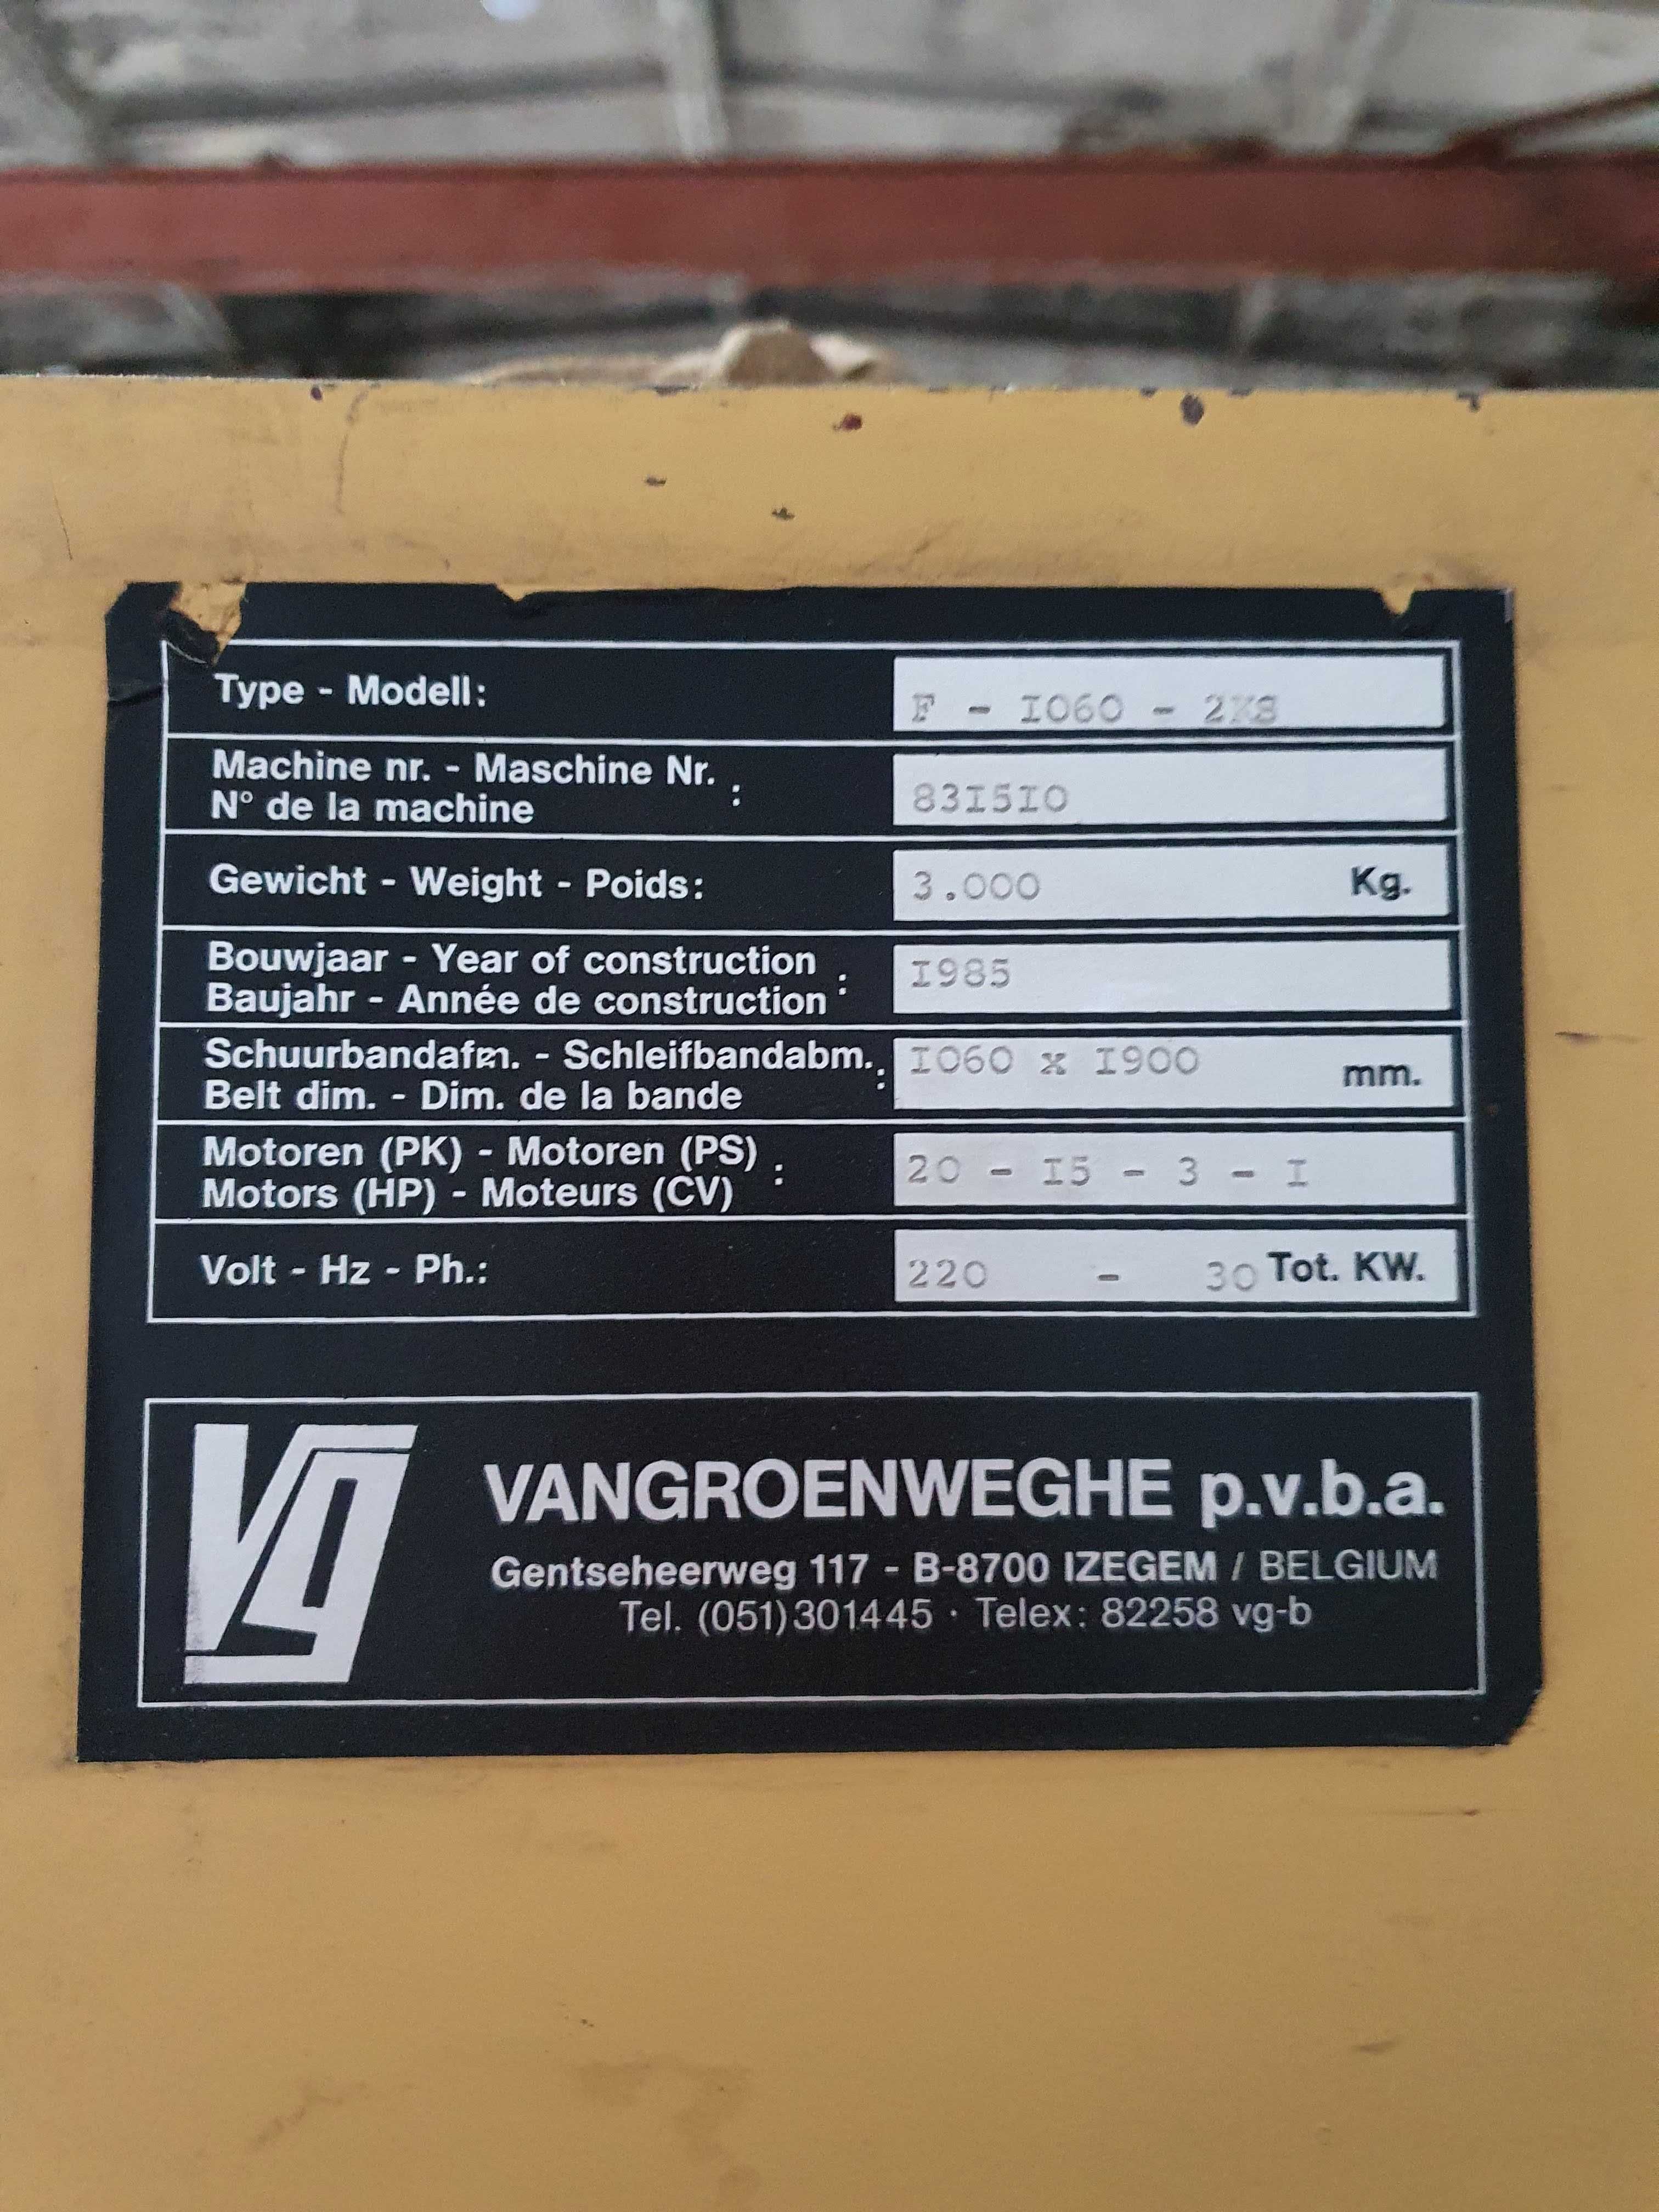 Type - Modell: F - I060 - 2XS
Machine nr. - Maschine Nr.
N° de la machine : 83I5I0
Gewicht - Weight - Poids: 3.000 Kg.
Bouwjaar - Year of construction
Baujahr - Année de construction : I985
Schuurbandafm. - Schleifbandabm.
Belt dim. - Dim. de la bande : I060 x I900 mm.
Motoren (PK) - Motoren (PS)
Motors (HP) - Moteurs (CV) : 20 - I5 - 3 - I
Volt - Hz - Ph.: 220 - 30 Tot. KW.
vg
VANGROENWEGHE p.v.b.a.
Gentseheerweg 117 - B-8700 IZEGEM / BELGIUM
Tel. (051)301445 · Telex: 82258 vg-b